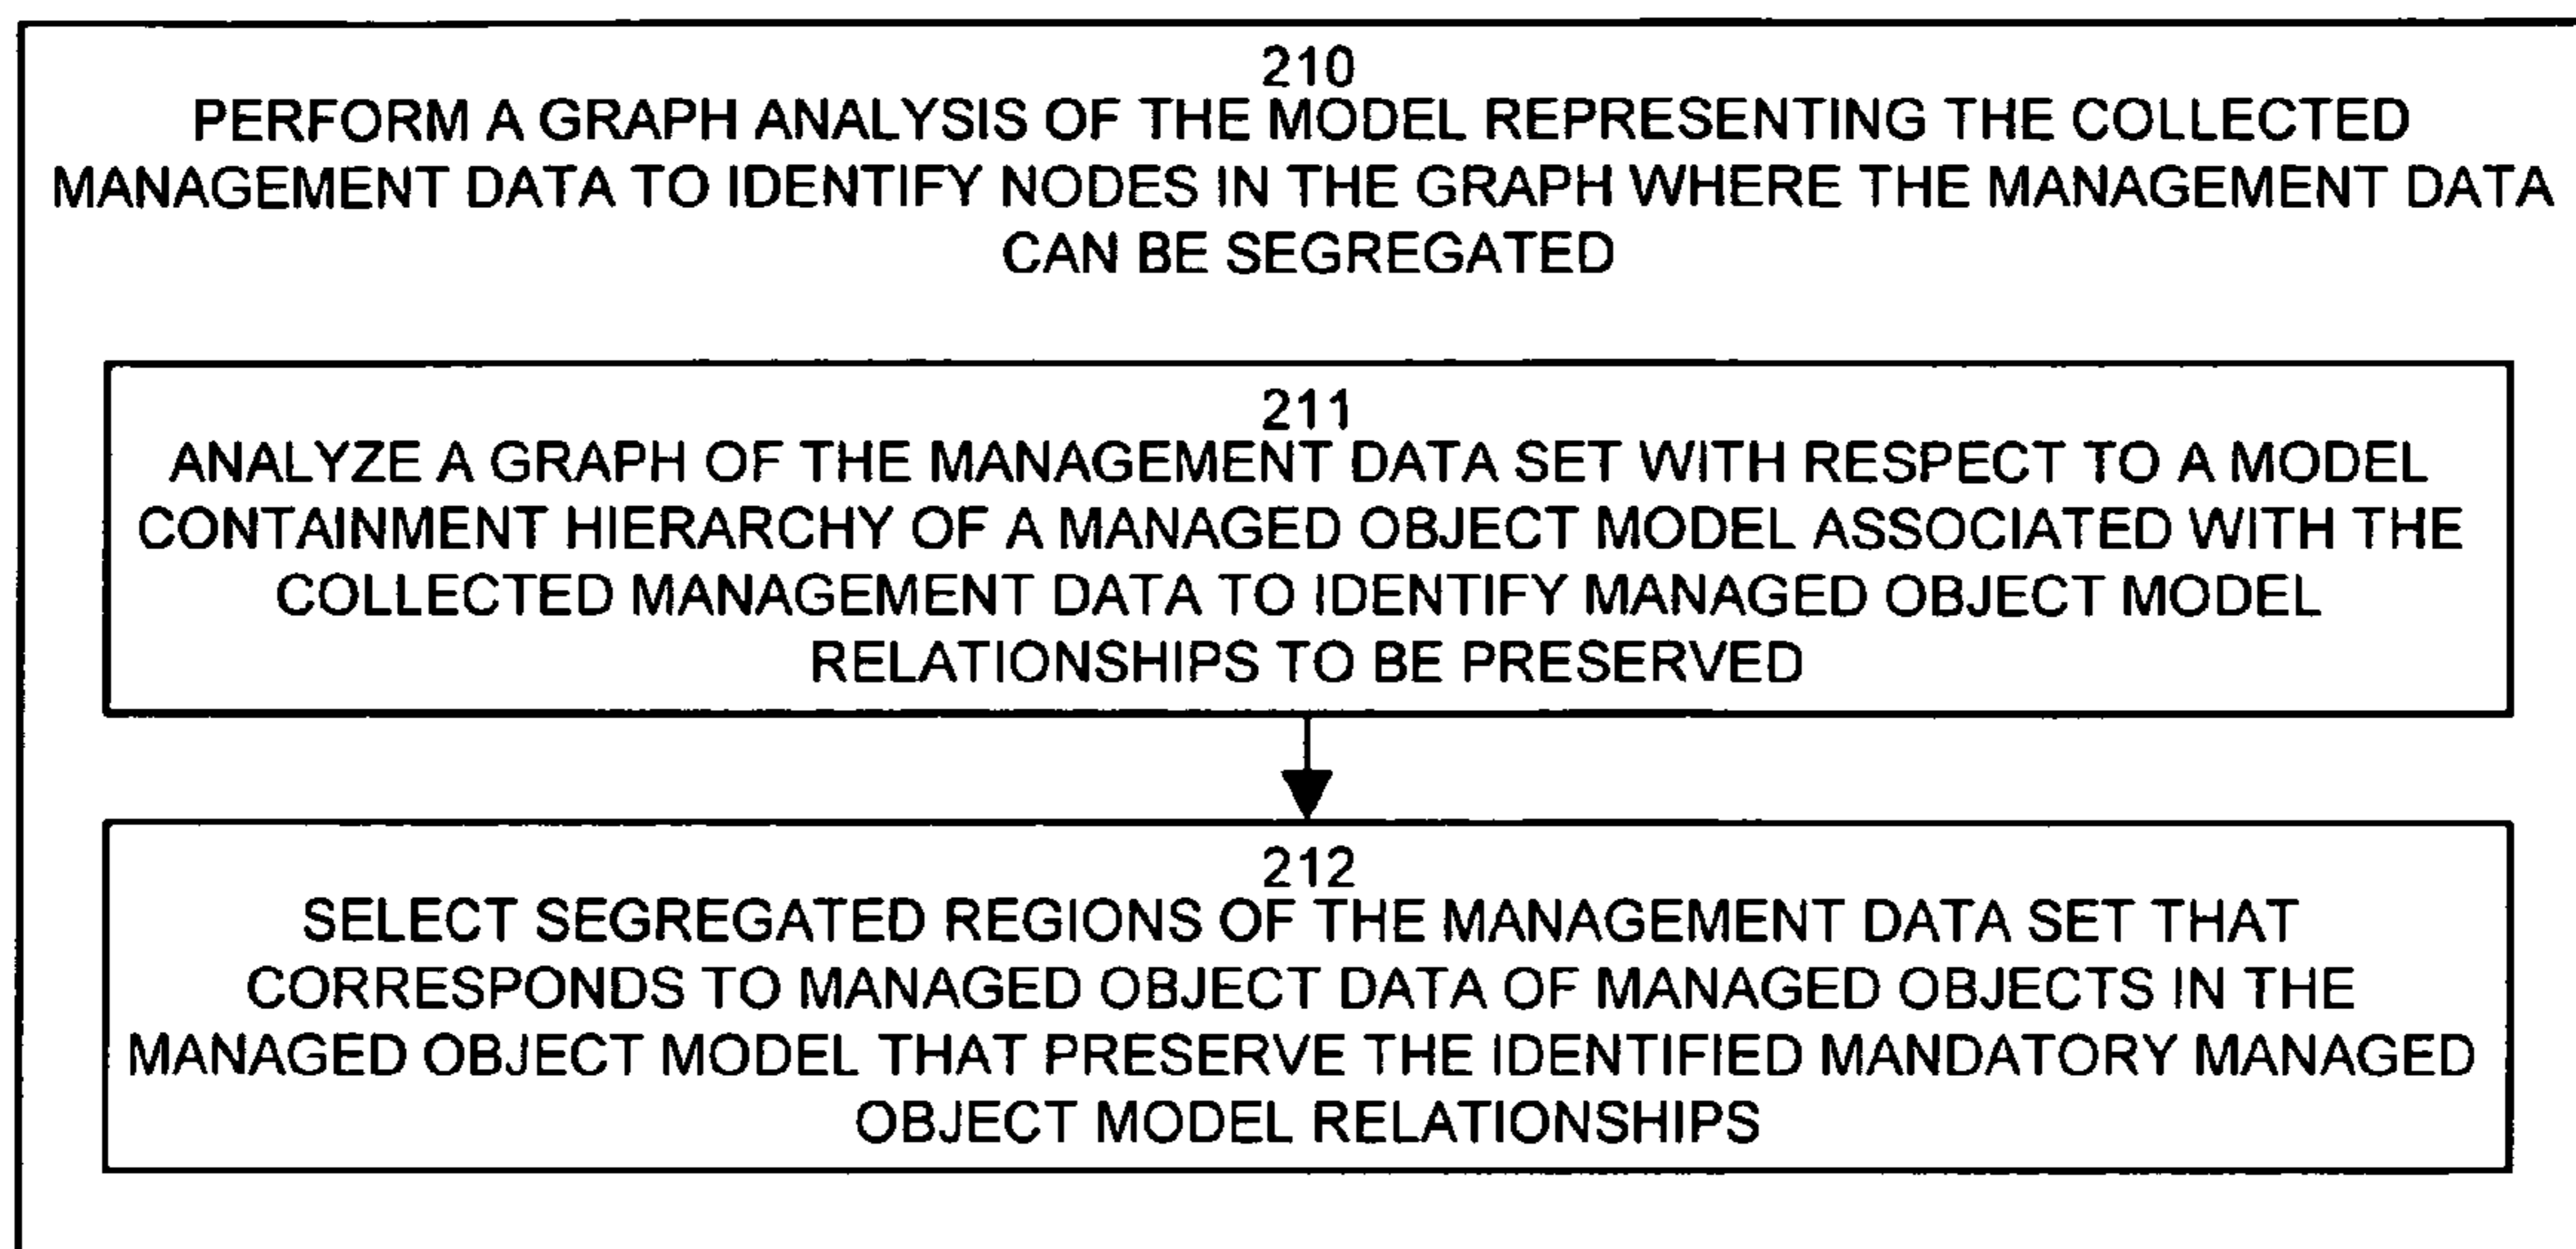 210
PERFORM A GRAPH ANALYSIS OF THE MODEL REPRESENTING THE COLLECTED
MANAGEMENT DATA TO IDENTIFY NODES IN THE GRAPH WHERE THE MANAGEMENT DATA
CAN BE SEGREGATED
211
ANALYZE A GRAPH OF THE MANAGEMENT DATA SET WITH RESPECT TO A MODEL
CONTAINMENT HIERARCHY OF A MANAGED OBJECT MODEL ASSOCIATED WITH THE
COLLECTED MANAGEMENT DATA TO IDENTIFY MANAGED OBJECT MODEL
RELATIONSHIPS TO BE PRESERVED
212
SELECT SEGREGATED REGIONS OF THE MANAGEMENT DATA SET THAT
CORRESPONDS TO MANAGED OBJECT DATA OF MANAGED OBJECTS IN THE
MANAGED OBJECT MODEL THAT PRESERVE THE IDENTIFIED MANDATORY MANAGED
OBJECT MODEL RELATIONSHIPS